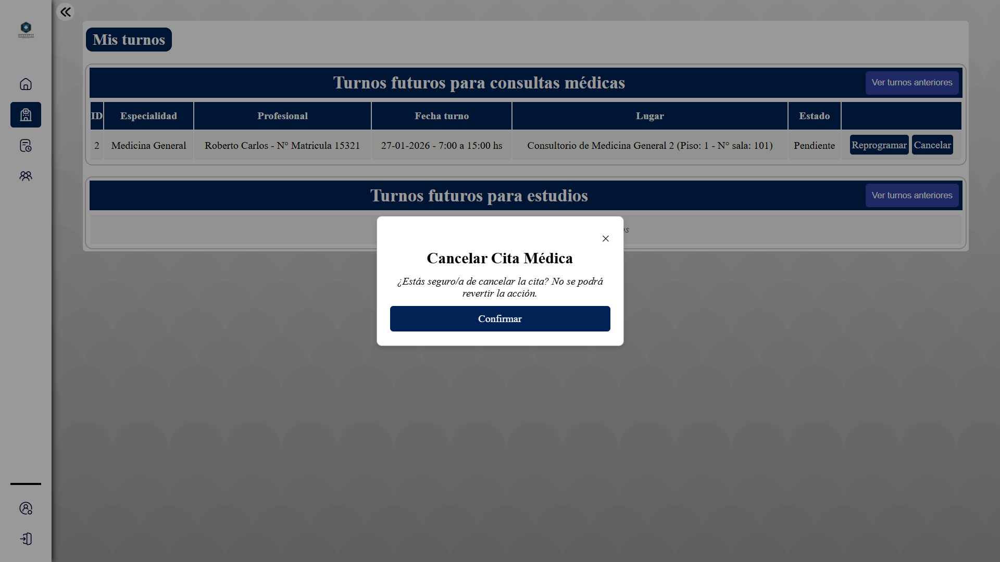 Mis turnos
Turnos futuros para consultas médicas
Ver turnos anteriores
ID Especialidad Profesional Fecha turno Lugar Estado
2 Medicina General Roberto Carlos - N° Matricula 15321 27-01-2026 - 7:00 a 15:00 hs Consultorio de Medicina General 2 (Piso: 1 - N° sala: 101) Pendiente Reprogramar Cancelar
Turnos futuros para estudios
Ver turnos anteriores
Cancelar Cita Médica
¿Estás seguro/a de cancelar la cita? No se podrá
revertir la acción.
Confirmar